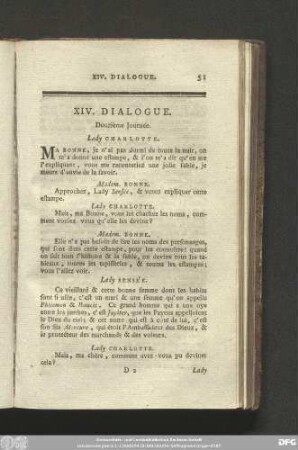 XIV. DIALOGUE. 51
XIV. DIALOGUE.
Douzième Journée.
Lady CHARLOTTE.
MA BONNE, je n'ai pas dormi de toute la nuit, on
m'a donné une estampe, & l'on m'a dit qu'en me
l'expliquant, vous me raconteriez une jolie fable, je
meurs d'envie de la savoir.
Madem. BONNE.
Approchez, Lady Sensée, & venez expliquer cette
estampe.
Lady CHARLOTTE.
Mais, ma Bonne, vous lui cachez les noms, com-
ment voulez-vous qu'elle les devine?
Madem. BONNE.
Elle n'a pas besoin de lire les noms des personnages,
qui sont dans cette estampe, pour les connoître: quand
on sait bien l'histoire & la fable, on devine tous les ta-
bleaux, toutes les tapisseries, & toutes les estampes;
vous l'allez voir.
Lady SENSÉE.
Ce vieillard & cette bonne femme dont les habits
sont si usés, c'est un mari & une femme qu'on appelle
Philemon & Baucis. Ce grand homme qui a une oye
entre les jambes, c'est Jupiter, que les Payens appelloient
le Dieu du ciel; & cet autre qui est à côté de lui, c'est
son fils Mercure, qui étoit l'Ambassadeur des Dieux, &
le protecteur des marchands & des voleurs.
Lady CHARLOTTE.
Mais, ma chere, comment avez-vous pu deviner
cela?
D 2 Lady
DFG